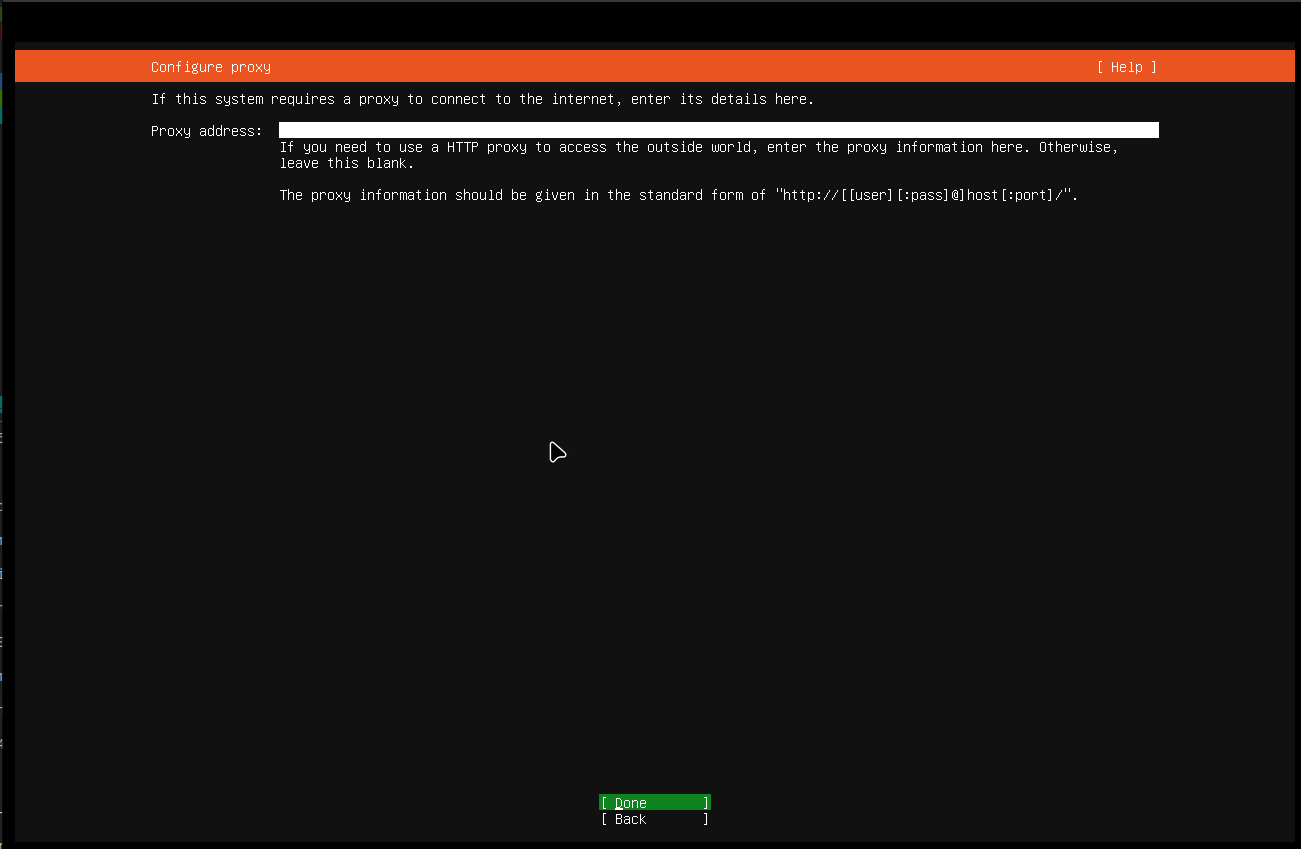 Configure proxy [ Help ]
If this system requires a proxy to connect to the internet, enter its details here.
Proxy address:
If you need to use a HTTP proxy to access the outside world, enter the proxy information here. Otherwise,
leave this blank.
The proxy information should be given in the standard form of "http://[[user][:pass]@]host[:port]/".
[ Done ]
[ Back ]